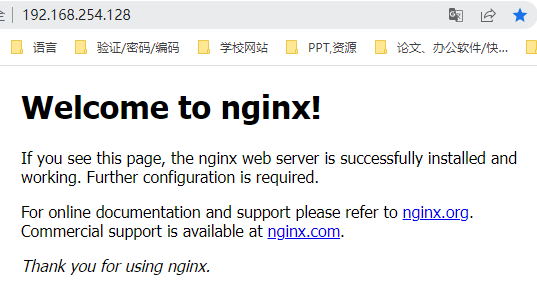 192.168.254.128
语言 验证/密码/编码 学校网站 PPT,资源 论文、办公软件/快...
Welcome to nginx!
If you see this page, the nginx web server is successfully installed and
working. Further configuration is required.
For online documentation and support please refer to nginx.org.
Commercial support is available at nginx.com.
Thank you for using nginx.